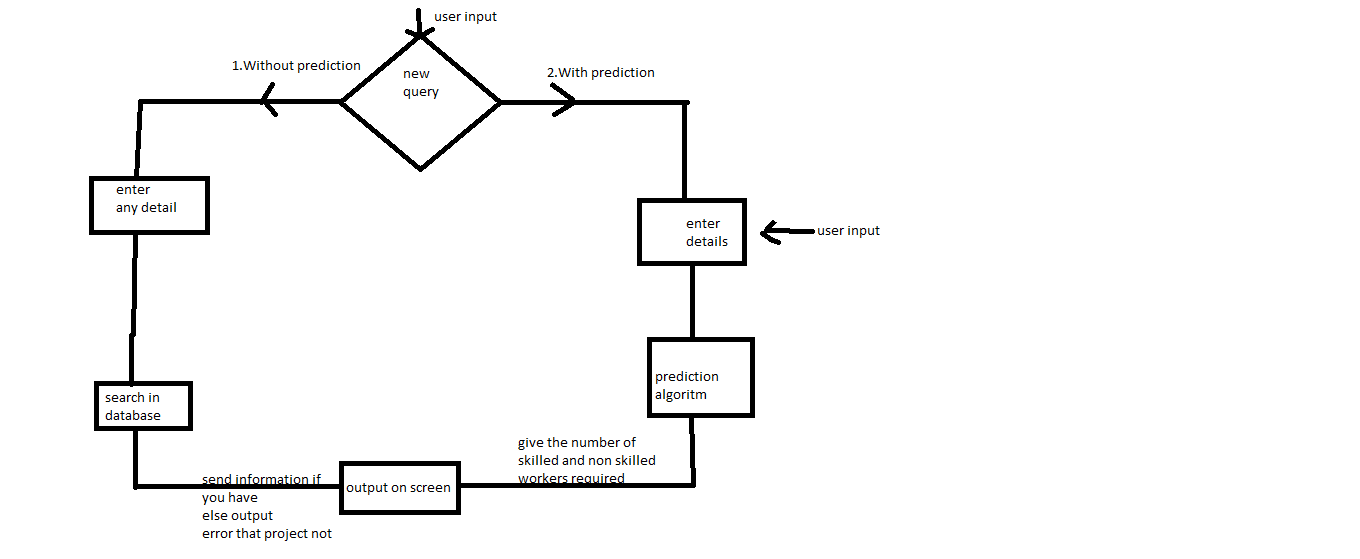 user input
1.Without prediction
2.With prediction
new
query
enter
any detail
enter
details
user input
prediction
algoritm
search in
database
give the number of
skilled and non skilled
workers required
send information if
you have
else output
error that project not
output on screen